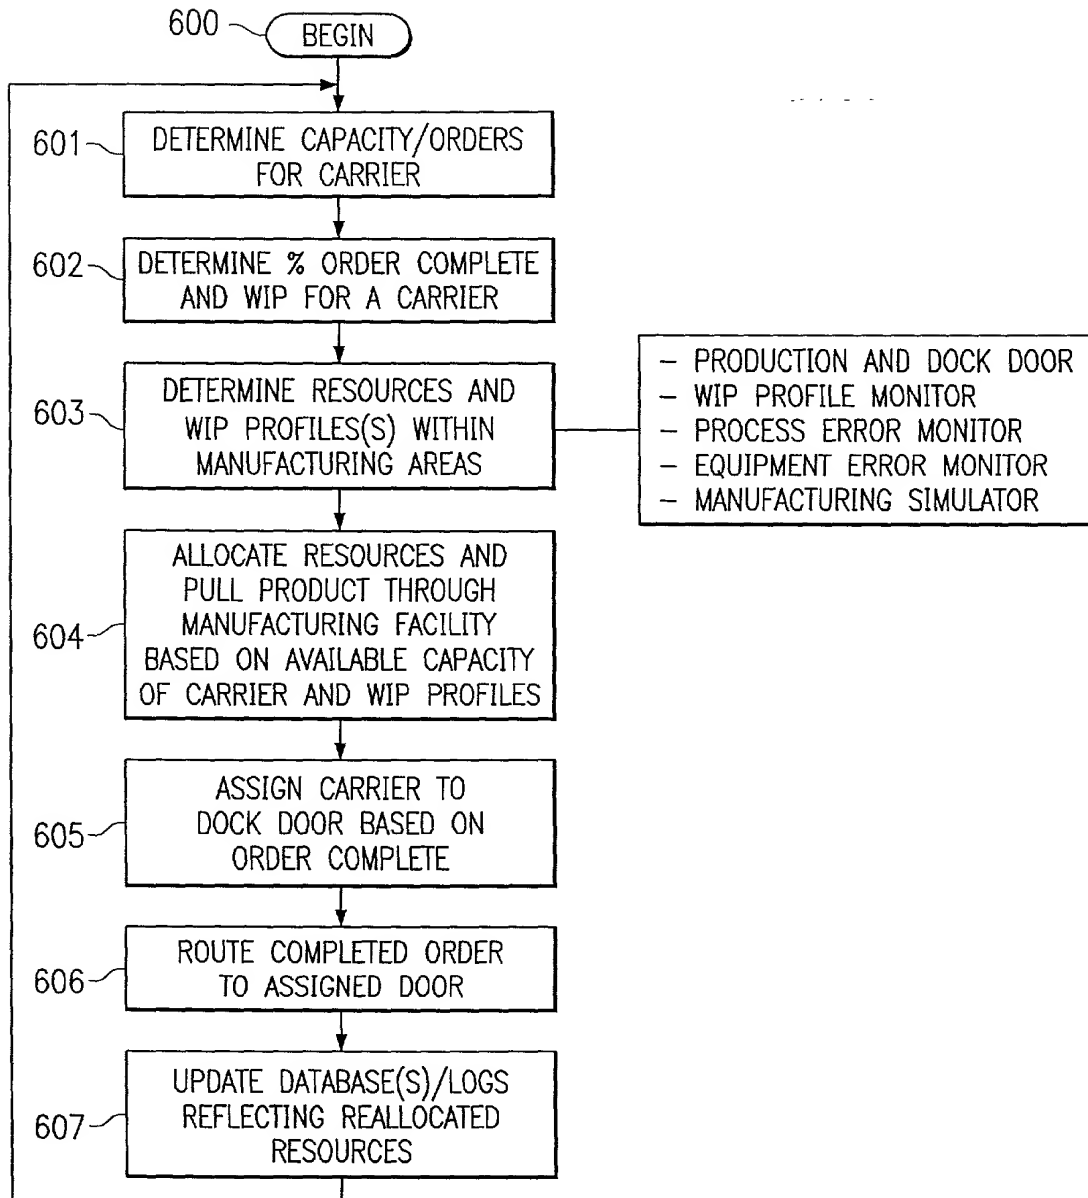 600
BEGIN
601
DETERMINE CAPACITY/ORDERS
FOR CARRIER
602
DETERMINE % ORDER COMPLETE
AND WIP FOR A CARRIER
603
DETERMINE RESOURCES AND
WIP PROFILES(S) WITHIN
MANUFACTURING AREAS
- PRODUCTION AND DOCK DOOR
- WIP PROFILE MONITOR
- PROCESS ERROR MONITOR
- EQUIPMENT ERROR MONITOR
- MANUFACTURING SIMULATOR
604
ALLOCATE RESOURCES AND
PULL PRODUCT THROUGH
MANUFACTURING FACILITY
BASED ON AVAILABLE CAPACITY
OF CARRIER AND WIP PROFILES
605
ASSIGN CARRIER TO
DOCK DOOR BASED ON
ORDER COMPLETE
606
ROUTE COMPLETED ORDER
TO ASSIGNED DOOR
607
UPDATE DATABASE(S)/LOGS
REFLECTING REALLOCATED
RESOURCES